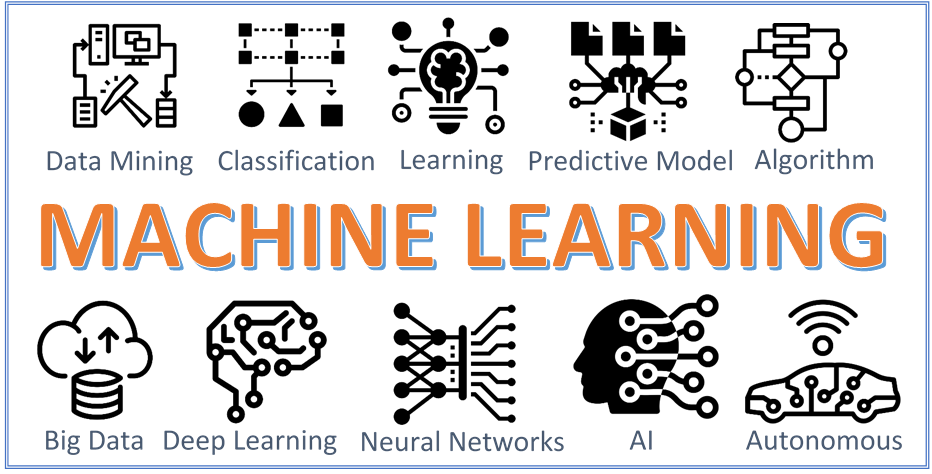 Data Mining Classification Learning Predictive Model Algorithm
MACHINE LEARNING
Big Data Deep Learning Neural Networks AI Autonomous